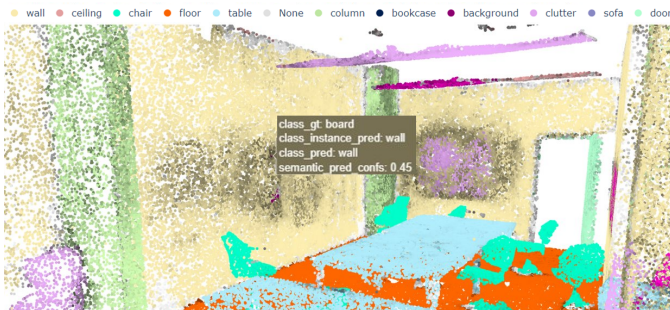 wall ceiling chair floor table None column bookcase background clutter sofa door
class_gt: board
class_instance_pred: wall
class_pred: wall
semantic_pred_confs: 0.45